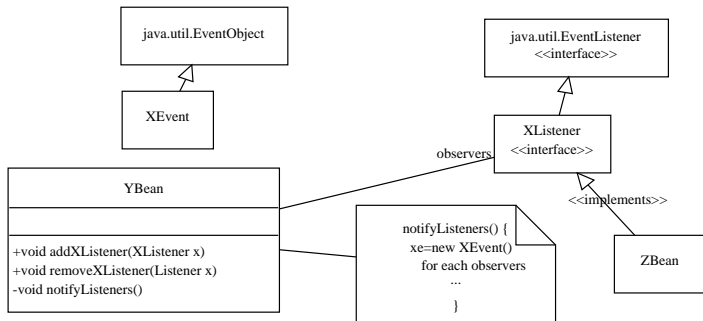 java.util.EventObject
java.util.EventListener
<<interface>>
XEvent
XListener
<<interface>>
observers
YBean
+void addXListener(XListener x)
+void removeXListener(Listener x)
-void notifyListeners()
notifyListeners() {
xe=new XEvent()
for each observers
...
}
<<implements>>
ZBean